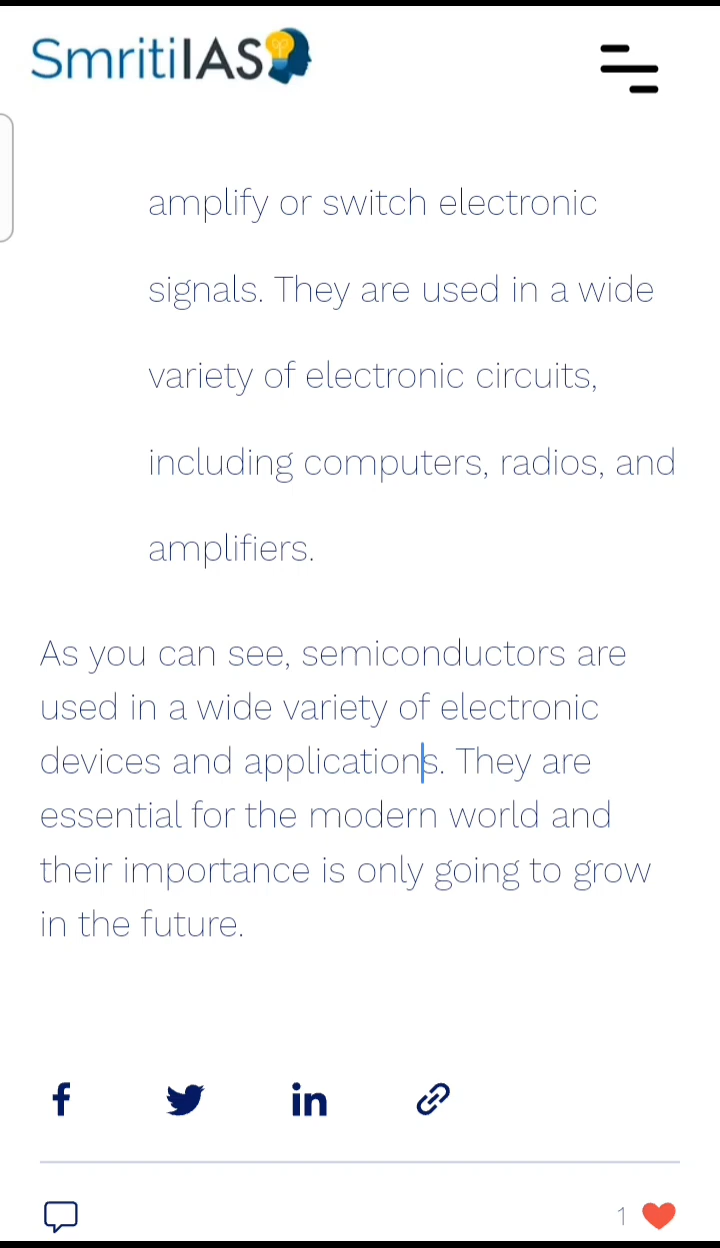 SmritiIAS
amplify or switch electronic
signals. They are used in a wide
variety of electronic circuits,
including computers, radios, and
amplifiers.
As you can see, semiconductors are
used in a wide variety of electronic
devices and applications. They are
essential for the modern world and
their importance is only going to grow
in the future.
1